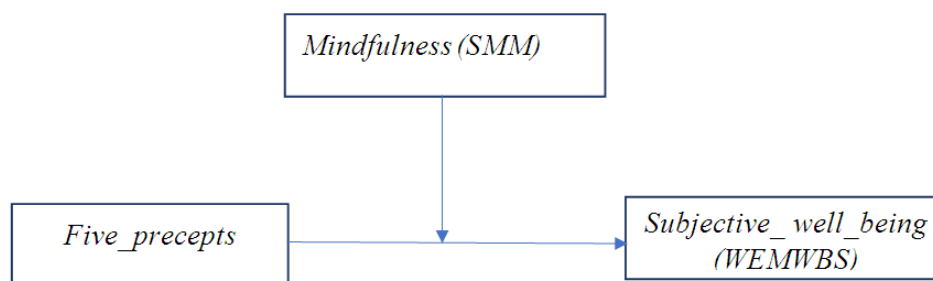 Mindfulness (SMM)
Five_precepts
Subjective_ well_being
(WEMWBS)